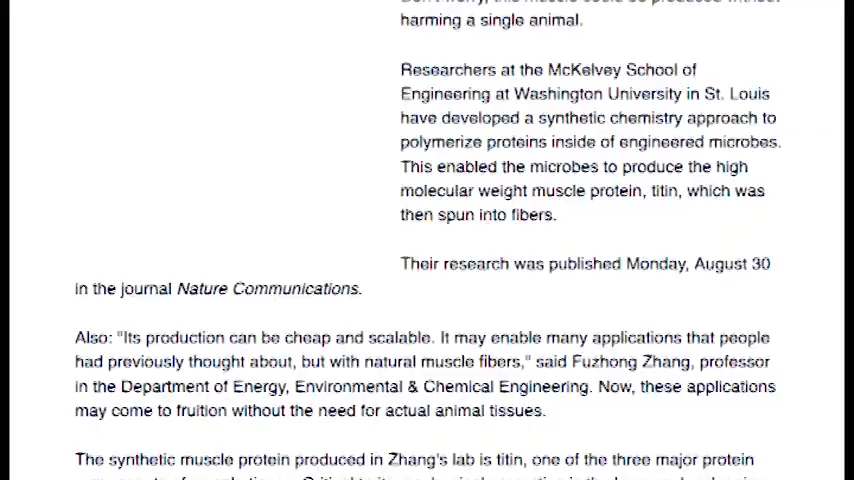 harming a single animal.
Researchers at the McKelvey School of
Engineering at Washington University in St. Louis
have developed a synthetic chemistry approach to
polymerize proteins inside of engineered microbes.
This enabled the microbes to produce the high
molecular weight muscle protein, titin, which was
then spun into fibers.
Their research was published Monday, August 30
in the journal Nature Communications.
Also: "Its production can be cheap and scalable. It may enable many applications that people
had previously thought about, but with natural muscle fibers," said Fuzhong Zhang, professor
in the Department of Energy, Environmental & Chemical Engineering. Now, these applications
may come to fruition without the need for actual animal tissues.
The synthetic muscle protein produced in Zhang's lab is titin, one of the three major protein